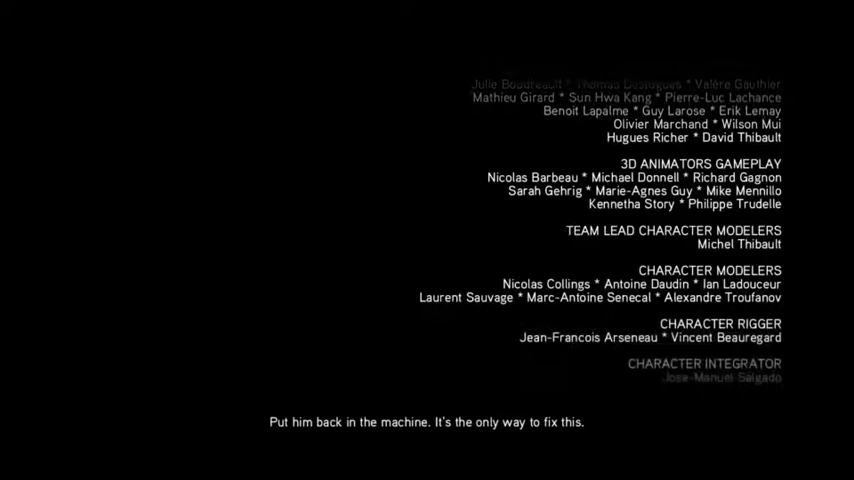 Julie Boudreault * Thomas Destogues * Valère Gauthier
Mathieu Girard * Sun Hwa Kang * Pierre-Luc Lachance
Benoit Lapalme * Guy Larose * Erik Lemay
Olivier Marchand * Wilson Mui
Hugues Richer * David Thibault
3D ANIMATORS GAMEPLAY
Nicolas Barbeau * Michael Donnell * Richard Gagnon
Sarah Gehrig * Marie-Agnes Guy * Mike Mennillo
Kennetha Story * Philippe Trudelle
TEAM LEAD CHARACTER MODELERS
Michel Thibault
CHARACTER MODELERS
Nicolas Collings * Antoine Daudin * Ian Ladouceur
Laurent Sauvage * Marc-Antoine Senecal * Alexandre Troufanov
CHARACTER RIGGER
Jean-Francois Arseneau * Vincent Beauregard
CHARACTER INTEGRATOR
Jose-Manuel Salgado
Put him back in the machine. It's the only way to fix this.